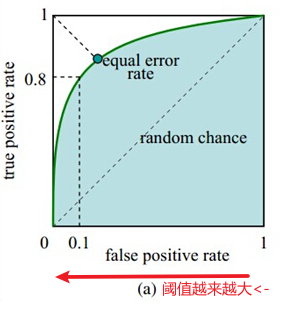 1
equal error
rate
0.8
true positive rate
random chance
0
0.1
1
false positive rate
(a) 阈值越来越大<-